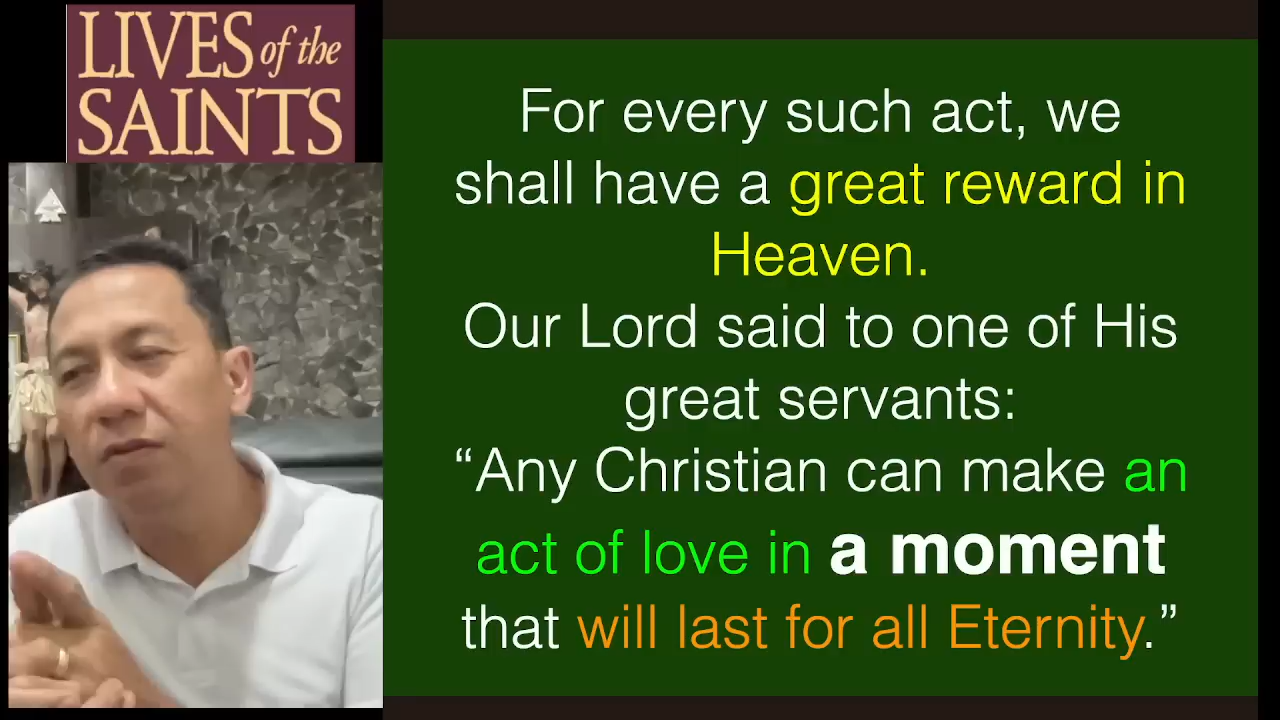 LIVES of the
SAINTS
For every such act, we
shall have a great reward in
Heaven.
Our Lord said to one of His
great servants:
“Any Christian can make an
act of love in a moment
that will last for all Eternity.”